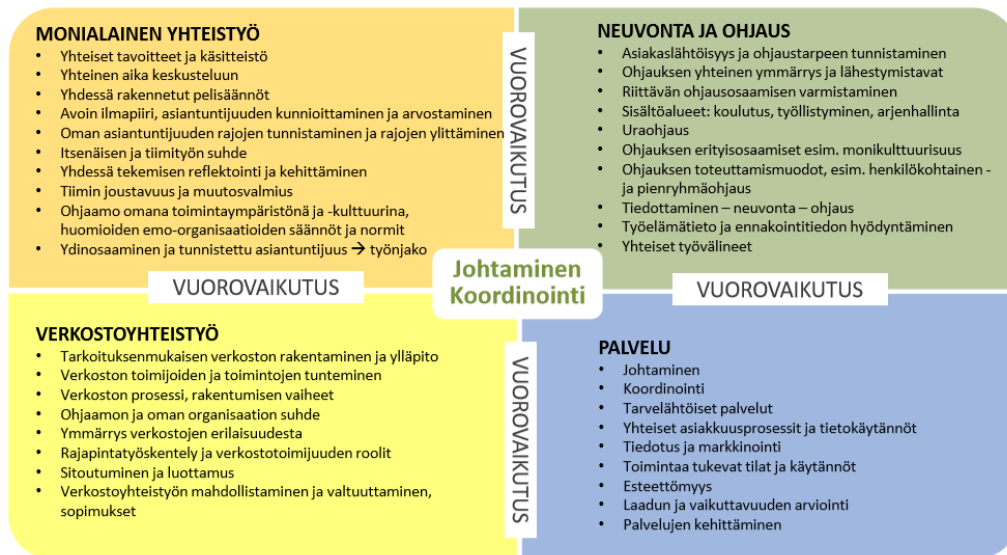 MONIALAINEN YHTEISTYÖ
• Yhteiset tavoitteet ja käsitteistö
• Yhteinen aika keskusteluun
• Yhdessä rakennetut pelisäännöt
• Avoin ilmapiiri, asiantuntijuuden kunnioittaminen ja arvostaminen
• Oman asiantuntijuuden rajojen tunnistaminen ja rajojen ylittäminen
• Itsenäisen ja tiimityön suhde
• Yhdessä tekemisen reflektointi ja kehittäminen
• Tiimin joustavuus ja muutosvalmius
• Ohjaamo omana toimintaympäristönä ja -kulttuurina,
huomioiden emo-organisaatioiden säännöt ja normit
• Ydinosaaminen ja tunnistettu asiantuntijuus → työnjako
VUOROVAIKUTUS
NEUVONTA JA OHJAUS
• Asiakaslähtöisyys ja ohjaustarpeen tunnistaminen
• Ohjauksen yhteinen ymmärrys ja lähestymistavat
• Riittävän ohjausosaamisen varmistaminen
• Sisältöalueet: koulutus, työllistyminen, arjenhallinta
• Uraohjaus
• Ohjauksen erityisosaamiset esim. monikulttuurisuus
• Ohjauksen toteuttamismuodot, esim. henkilökohtainen -
ja pienryhmäohjaus
• Tiedottaminen – neuvonta – ohjaus
• Työelämätieto ja ennakointitiedon hyödyntäminen
• Yhteiset työvälineet
VUOROVAIKUTUS
Johtaminen
Koordinointi
VUOROVAIKUTUS
VERKOSTOYHTEISTYÖ
• Tarkoituksenmukaisen verkoston rakentaminen ja ylläpito
• Verkoston toimijoiden ja toimintojen tunteminen
• Verkoston prosessi, rakentumisen vaiheet
• Ohjaamon ja oman organisaation suhde
• Ymmärrys verkostojen erilaisuudesta
• Rajapintatyöskentely ja verkostotoimijuuden roolit
• Sitoutuminen ja luottamus
• Verkostoyhteistyön mahdollistaminen ja valtuuttaminen,
sopimukset
VUOROVAIKUTUS
PALVELU
• Johtaminen
• Koordinointi
• Tarvelähtöiset palvelut
• Yhteiset asiakkuusprosessit ja tietokäytännöt
• Tiedotus ja markkinointi
• Toimintaa tukevat tilat ja käytännöt
• Esteettömyys
• Laadun ja vaikuttavuuden arviointi
• Palvelujen kehittäminen